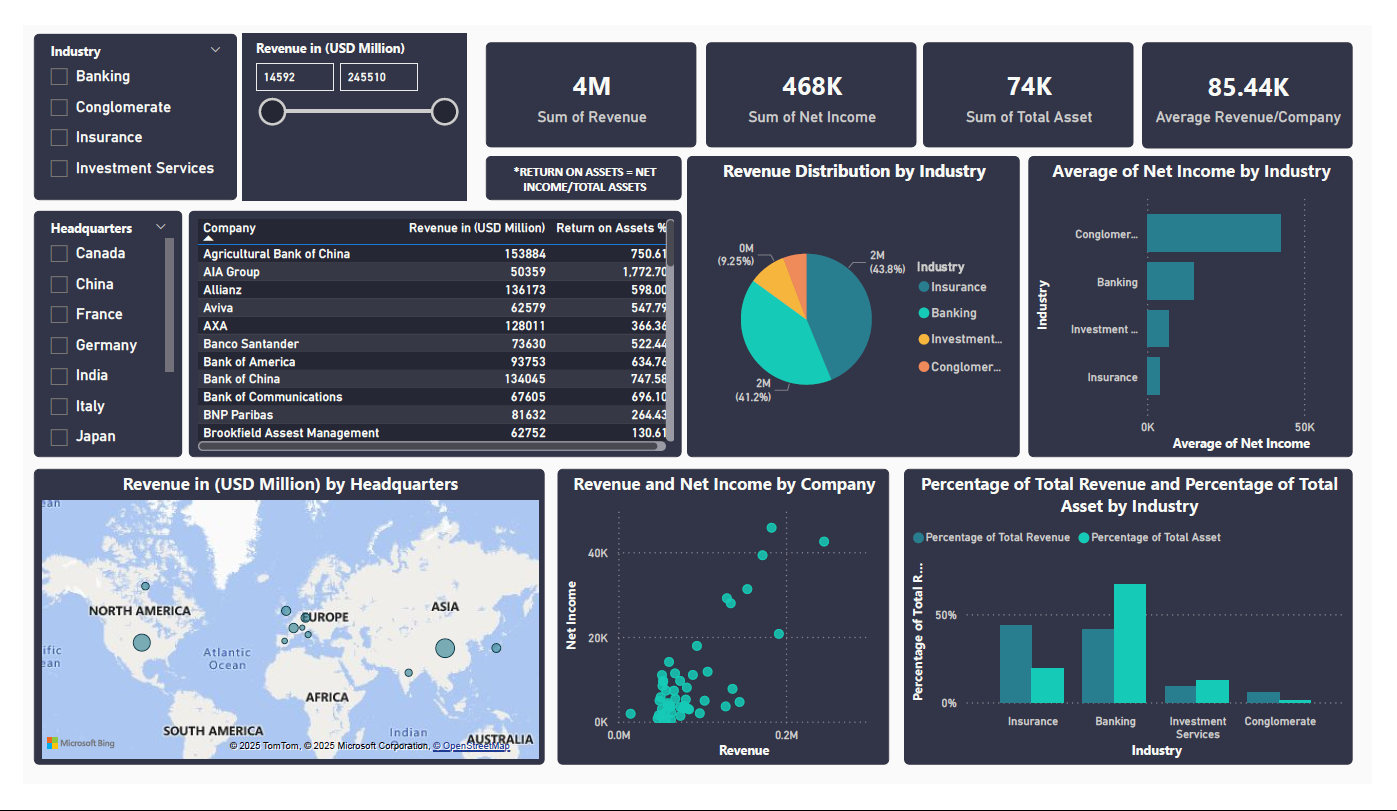 Industry
Banking
Conglomerate
Insurance
Investment Services
Revenue in (USD Million)
14592
245510
4M
Sum of Revenue
468K
Sum of Net Income
74K
Sum of Total Asset
85.44K
Average Revenue/Company
*RETURN ON ASSETS = NET
INCOME/TOTAL ASSETS
Headquarters
Canada
China
France
Germany
India
Italy
Japan
Company Revenue in (USD Million) Return on Assets %
Agricultural Bank of China 153884 750.61
AIA Group 50359 1,772.70
Allianz 136173 598.00
Aviva 62579 547.79
AXA 128011 366.36
Banco Santander 73630 522.44
Bank of America 93753 634.76
Bank of China 134045 747.58
Bank of Communications 67605 696.10
BNP Paribas 81632 264.43
Brookfield Assest Management 62752 130.61
Revenue Distribution by Industry
0M
(9.25%)
2M
(43.8%)
2M
(41.2%)
Industry
Insurance
Banking
Investment...
Conglomer...
Average of Net Income by Industry
Industry
Conglomer...
Banking
Investment ...
Insurance
0K 50K
Average of Net Income
Revenue in (USD Million) by Headquarters
ean
NORTH AMERICA
EUROPE
ASIA
ific
ean
Atlantic
Ocean
AFRICA
SOUTH AMERICA
Indian
AUSTRALIA
Microsoft Bing
© 2025 TomTom, © 2025 Microsoft Corporation, © OpenStreetMap
Revenue and Net Income by Company
Net Income
40K
20K
0K
0.0M 0.2M
Revenue
Percentage of Total Revenue and Percentage of Total
Asset by Industry
Percentage of Total Revenue Percentage of Total Asset
Percentage of Total R...
50%
0%
Insurance Banking Investment Services Conglomerate
Industry